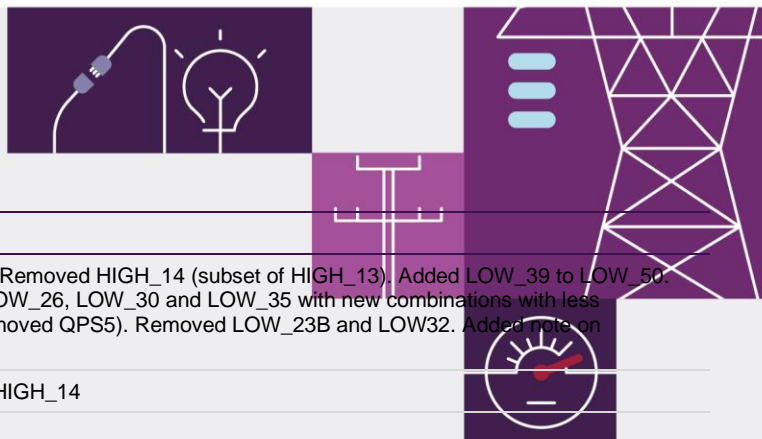 Removed HIGH_14 (subset of HIGH_13). Added LOW_39 to LOW_50.
OW_26, LOW_30 and LOW_35 with new combinations with less
moved QPS5). Removed LOW_23B and LOW32. Added note on
HIGH_14